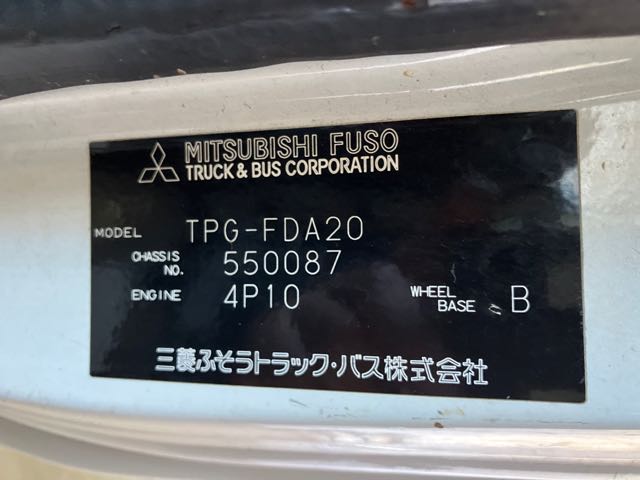 MITSUBISHI FUSO
TRUCK & BUS CORPORATION
MODEL TPG-FDA20
CHASSIS NO. 550087
ENGINE 4P10 WHEEL BASE B
三菱ふそうトラック・バス株式会社